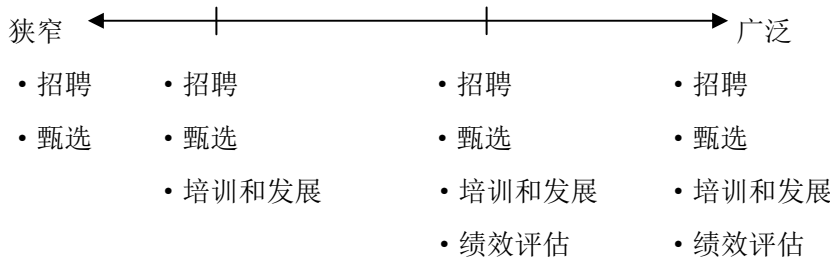 狭窄 广泛
·招聘 ·招聘 ·招聘 ·招聘
·甄选 ·甄选 ·甄选 ·甄选
·培训和发展 ·培训和发展 ·培训和发展
·绩效评估 ·绩效评估